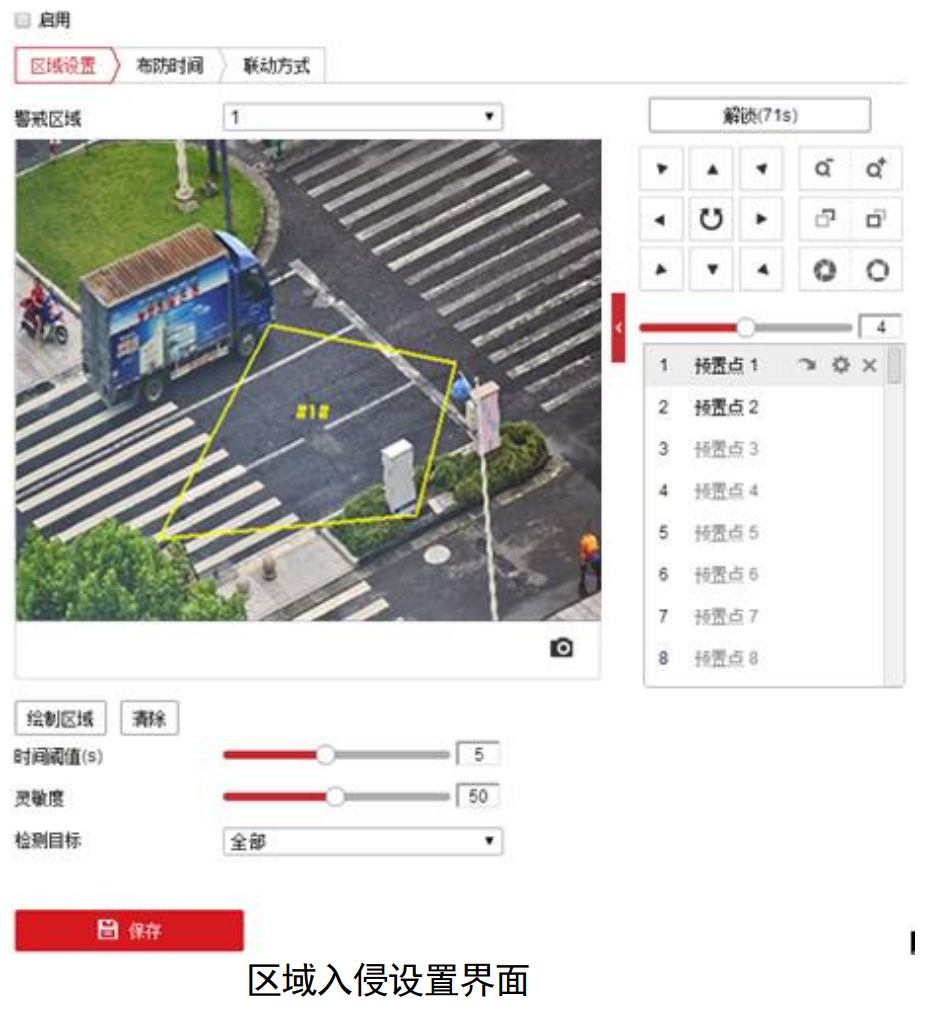 启用
区域设置 布防时间 联动方式
警戒区域 1
解锁(71s)
#1#
4
1 预置点 1
2 预置点 2
3 预置点 3
4 预置点 4
5 预置点 5
6 预置点 6
7 预置点 7
8 预置点 8
绘制区域 清除
时间阈值(s) 5
灵敏度 50
检测目标 全部
保存
区域入侵设置界面